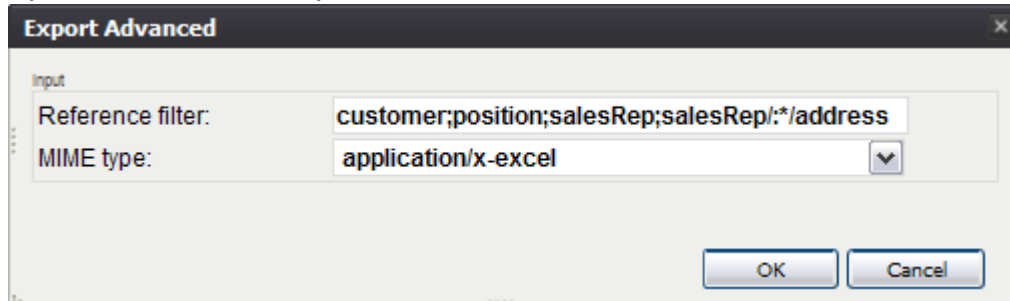 Export Advanced
Input
Reference filter: customer;position;salesRep;salesRep/:*/address
MIME type: application/x-excel
OK Cancel